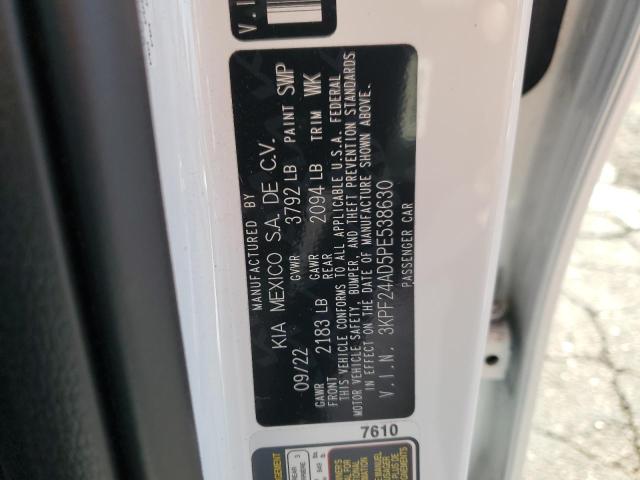 V.I
MANUFACTURED BY
KIA MEXICO S.A. DE C.V.
09/22 GVWR 3792 LB PAINT SWP
GAWR FRONT 2183 LB GAWR REAR 2094 LB TRIM WK
THIS VEHICLE CONFORMS TO ALL APPLICABLE U.S.A. FEDERAL
MOTOR VEHICLE SAFETY, BUMPER, AND THEFT PREVENTION STANDARDS
IN EFFECT ON THE DATE OF MANUFACTURE SHOWN ABOVE.
V.I.N. 3KPF24AD5PE538630
PASSENGER CAR
7610